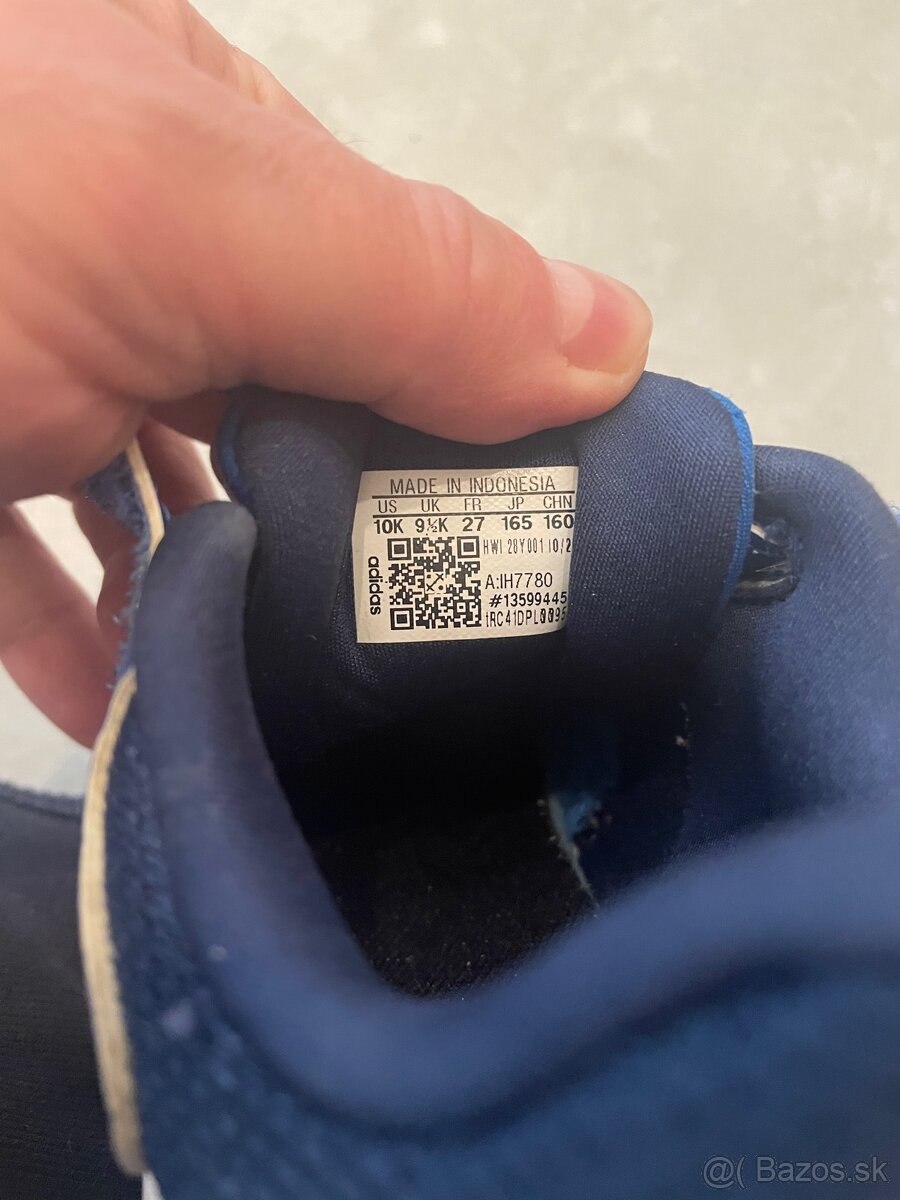 MADE IN INDONESIA
US UK FR JP CHN
10K 9½K 27 165 160
HWI 28Y001 10/2
adidas
A:IH7780
#13599445
@( Bazos.sk